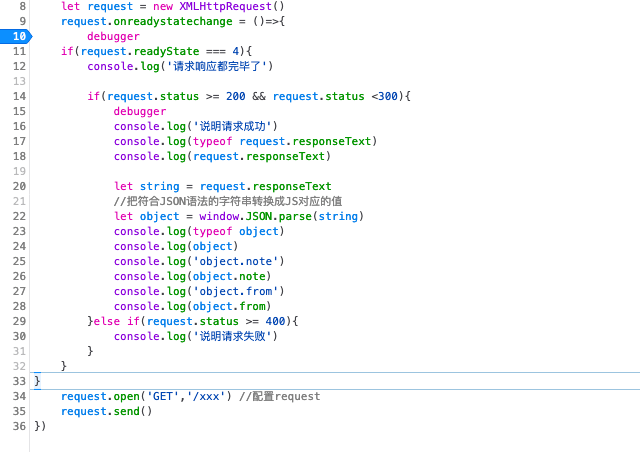 8 let request = new XMLHttpRequest()
9 request.onreadystatechange = ()=>{
10 debugger
11 if(request.readyState === 4){
12 console.log('请求响应都完毕了')
13
14 if(request.status >= 200 && request.status <300){
15 debugger
16 console.log('说明请求成功')
17 console.log(typeof request.responseText)
18 console.log(request.responseText)
19
20 let string = request.responseText
21 //把符合JSON语法的字符串转换成JS对应的值
22 let object = window.JSON.parse(string)
23 console.log(typeof object)
24 console.log(object)
25 console.log('object.note')
26 console.log(object.note)
27 console.log('object.from')
28 console.log(object.from)
29 }else if(request.status >= 400){
30 console.log('说明请求失败')
31 }
32 }
33 }
34 request.open('GET','/xxx') //配置request
35 request.send()
36 })